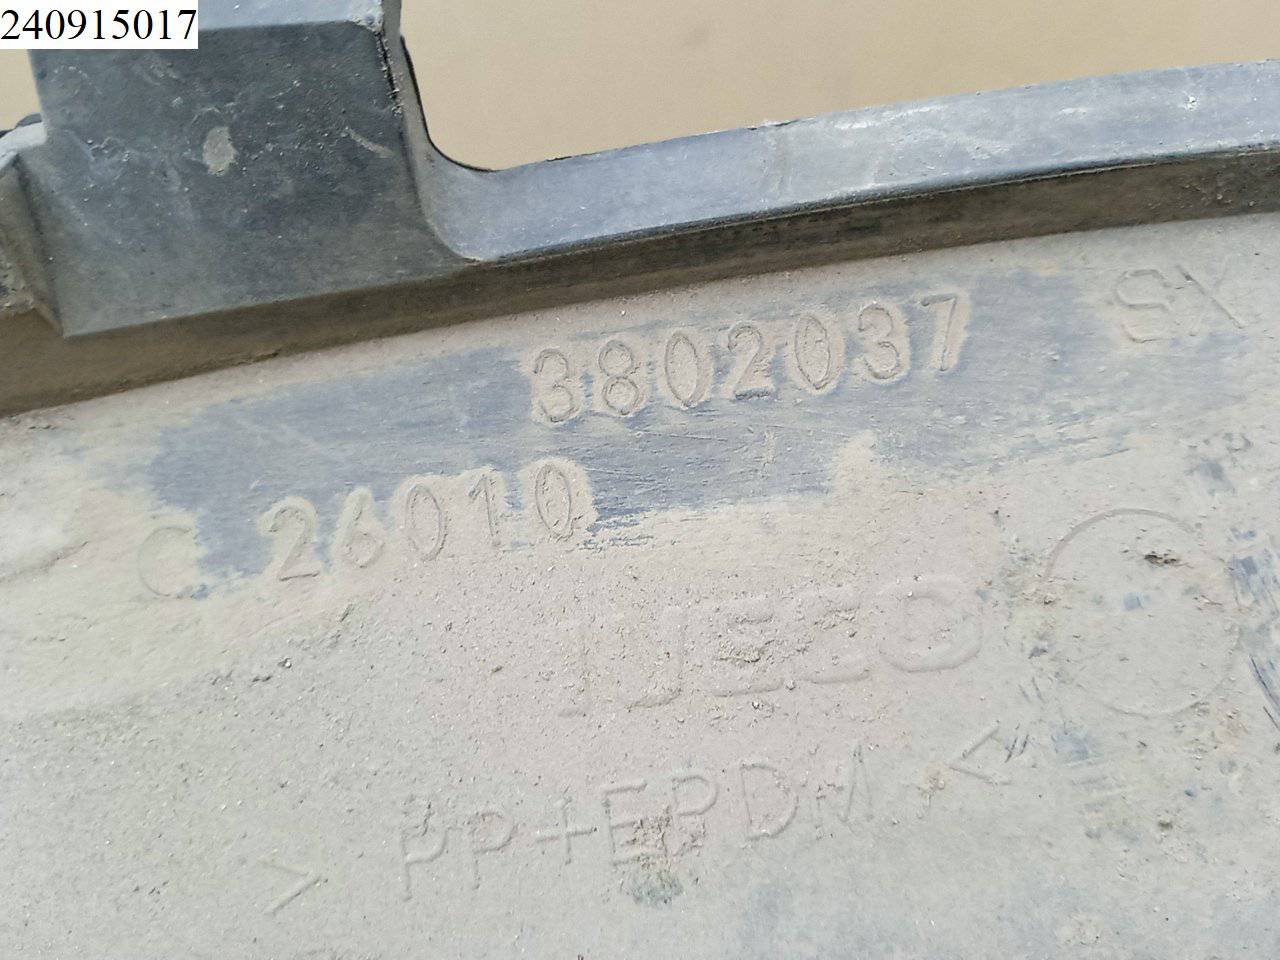 240915017
3802037 SX
C 26010
IVECO
> PP+EPDM <